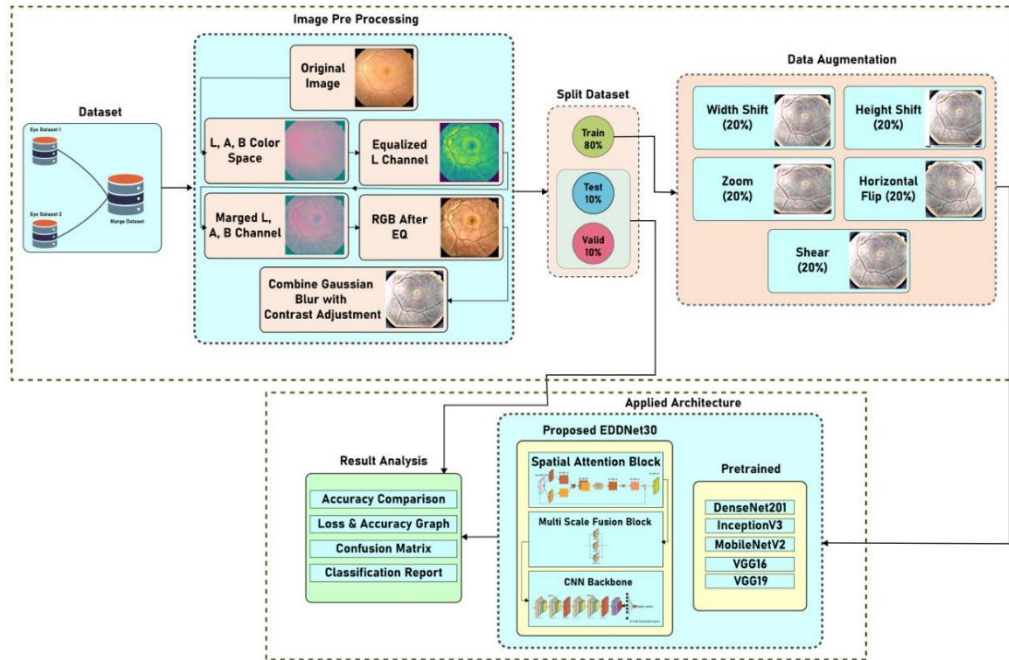 Image Pre Processing
Original
Image
Dataset
Eye Dataset 1
Marge Dataset
Eye Dataset 2
L, A, B Color
Space
Equalized
L Channel
Marged L,
A, B Channel
RGB After
EQ
Combine Gaussian
Blur with
Contrast Adjustment
Split Dataset
Train
80%
Test
10%
Valid
10%
Data Augmentation
Width Shift
(20%)
Height Shift
(20%)
Zoom
(20%)
Horizontal
Flip (20%)
Shear
(20%)
Applied Architecture
Proposed EDDNet30
Spatial Attention Block
Multi Scale Fusion Block
CNN Backbone
Pretrained
DenseNet201
InceptionV3
MobileNetV2
VGG16
VGG19
Result Analysis
Accuracy Comparison
Loss & Accuracy Graph
Confusion Matrix
Classification Report